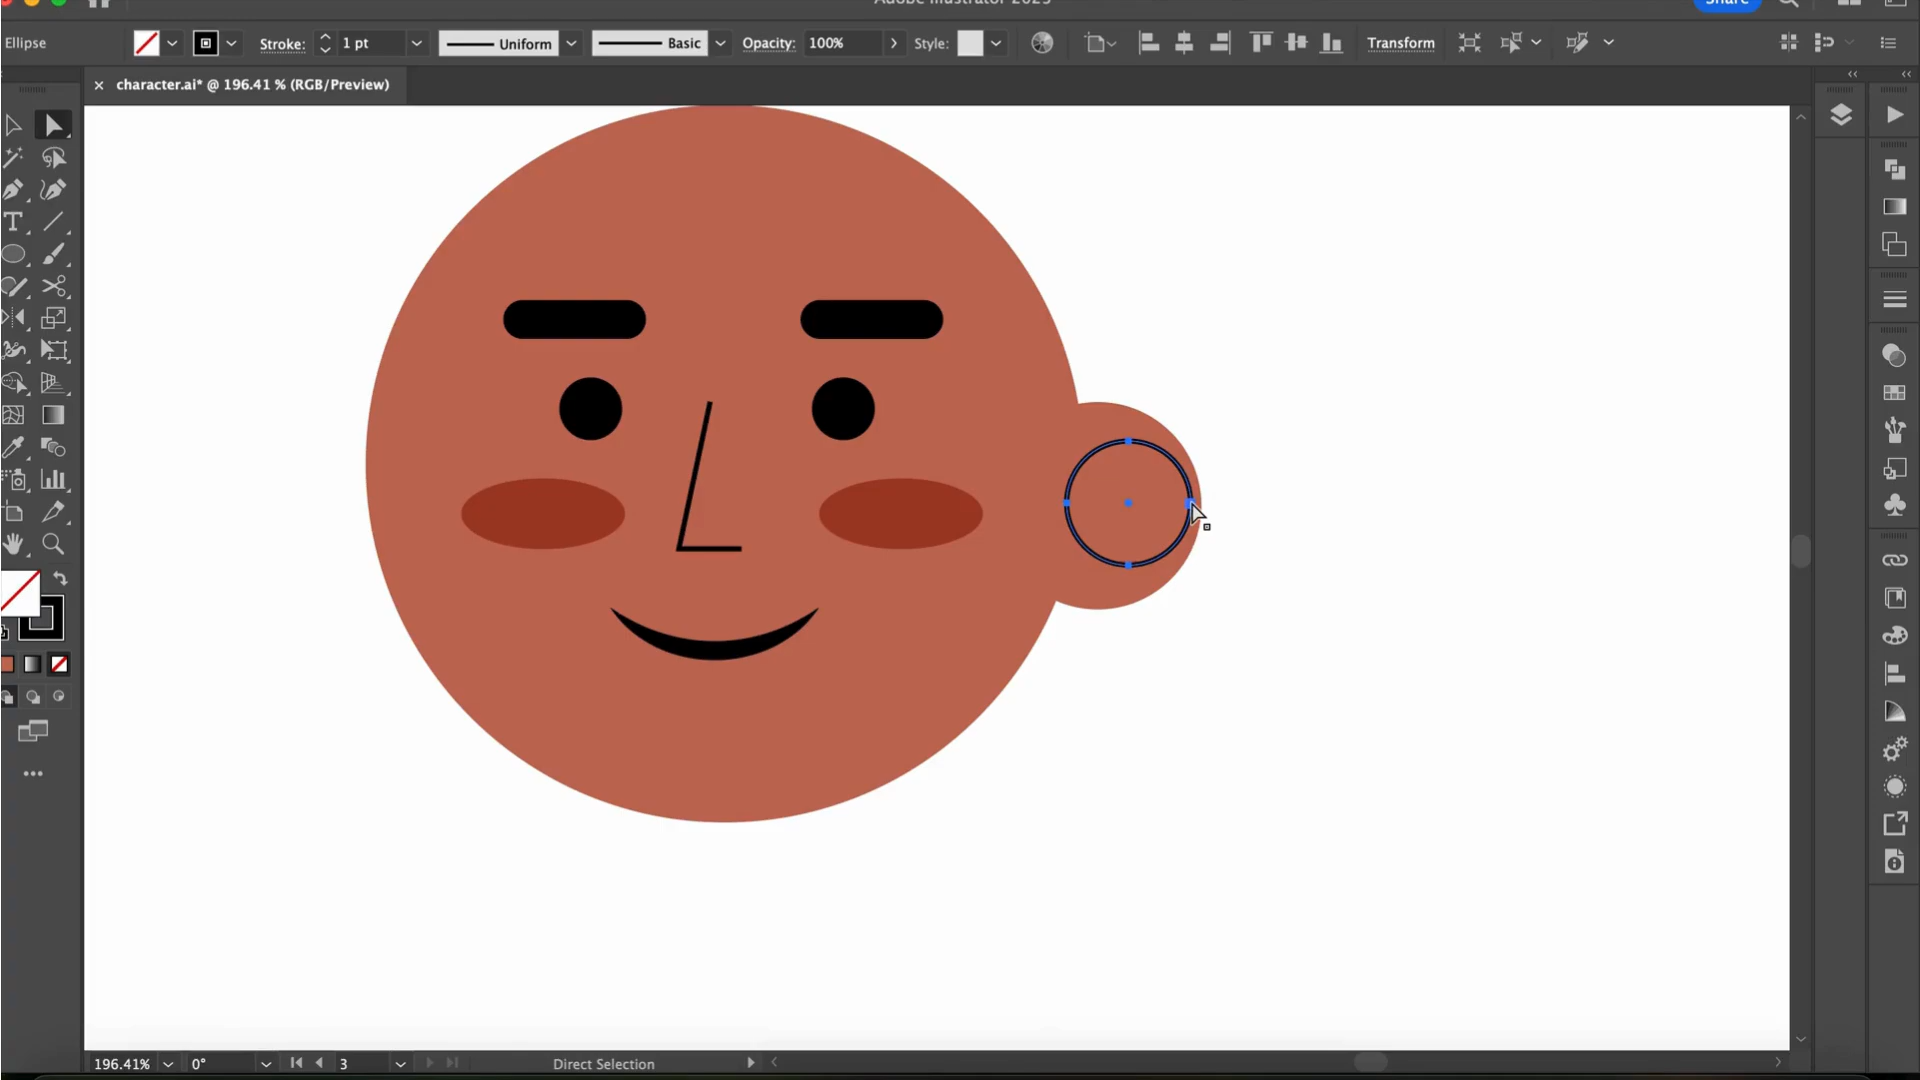 Adobe Illustrator 2025
Share
Ellipse Stroke: 1 pt Uniform Basic Opacity: 100% Style: Transform
character.ai* @ 196.41 % (RGB/Preview)
T
196.41% 0° 3 Direct Selection